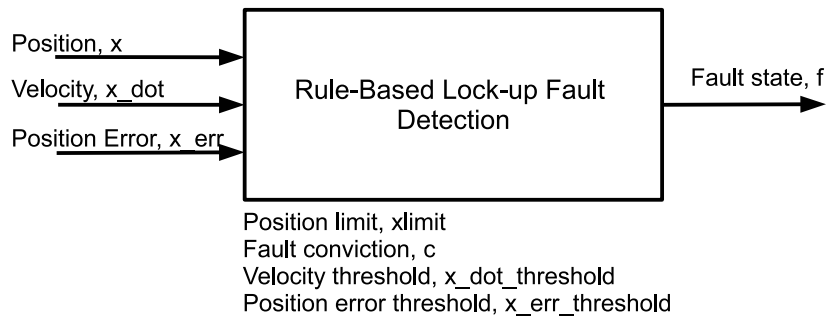 Position, x
Velocity, x_dot
Position Error, x_err
Rule-Based Lock-up Fault
Detection
Fault state, f
Position limit, xlimit
Fault conviction, c
Velocity threshold, x_dot_threshold
Position error threshold, x_err_threshold